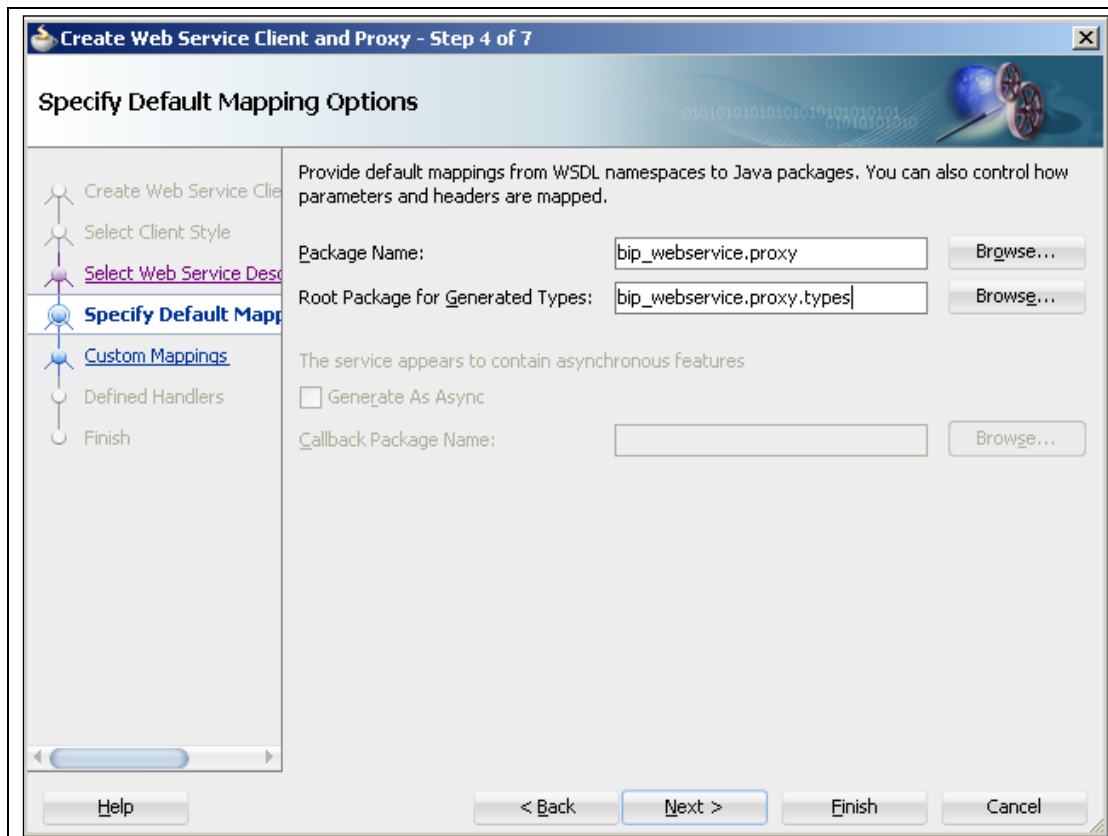 Create Web Service Client and Proxy - Step 4 of 7
Specify Default Mapping Options
0101010101010101010101010101
01010101010
Create Web Service Clie
Select Client Style
Select Web Service Desc
Specify Default Mapp
Custom Mappings
Defined Handlers
Finish
Provide default mappings from WSDL namespaces to Java packages. You can also control how
parameters and headers are mapped.
Package Name: bip_webservice.proxy Browse...
Root Package for Generated Types: bip_webservice.proxy.types Browse...
The service appears to contain asynchronous features
Generate As Async
Callback Package Name: Browse...
Help < Back Next > Finish Cancel